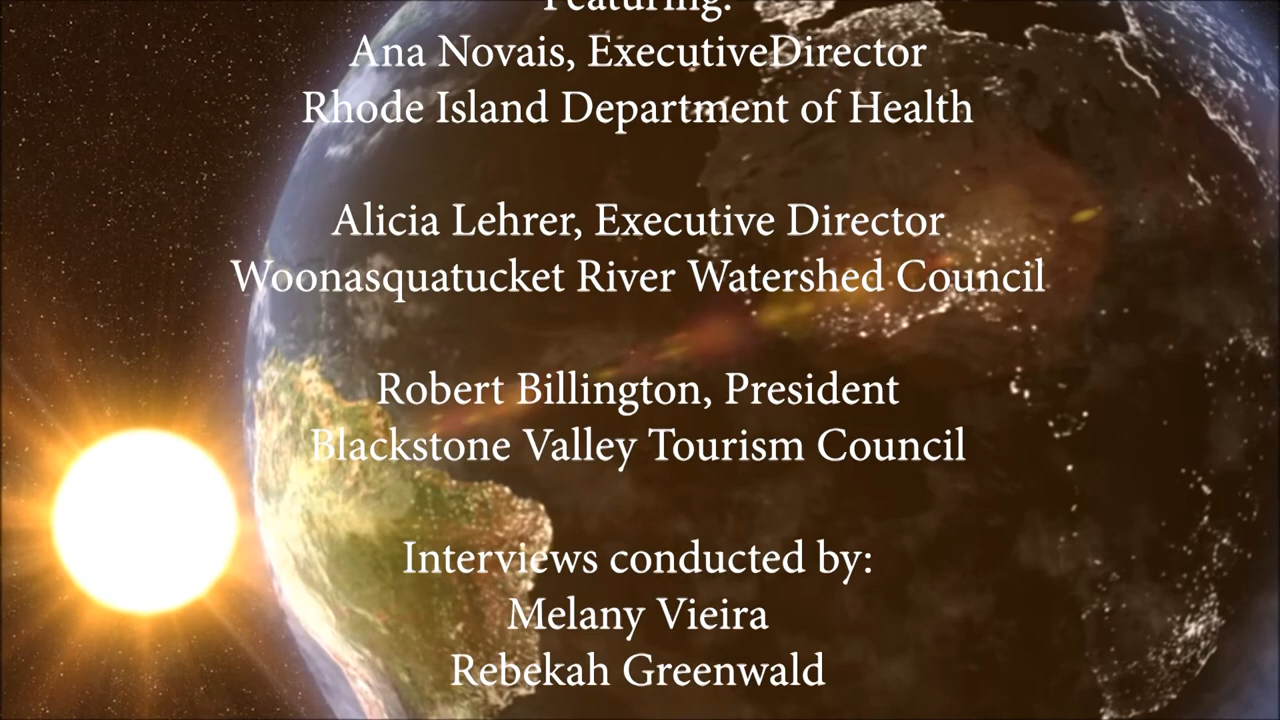 Featuring:
Ana Novais, ExecutiveDirector
Rhode Island Department of Health
Alicia Lehrer, Executive Director
Woonasquatucket River Watershed Council
Robert Billington, President
Blackstone Valley Tourism Council
Interviews conducted by:
Melany Vieira
Rebekah Greenwald